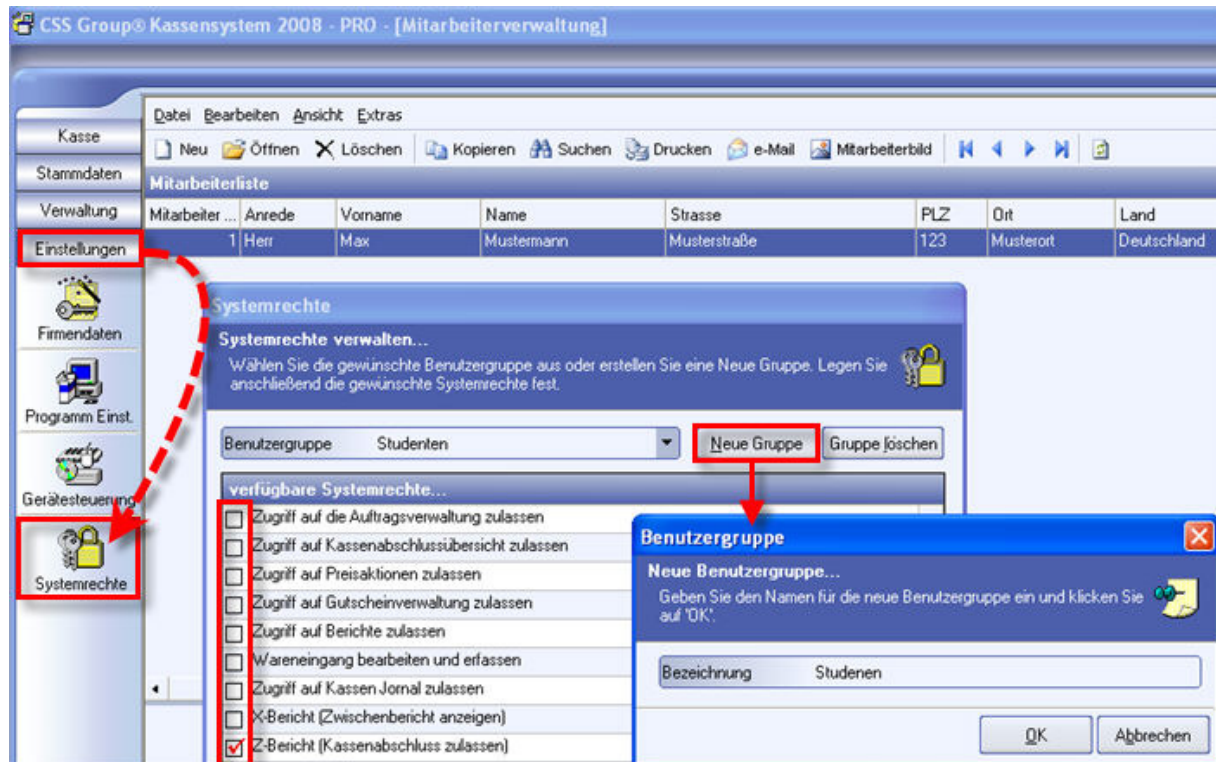 CSS Group® Kassensystem 2008 - PRO - [Mitarbeiterverwaltung]
Datei Bearbeiten Ansicht Extras
Neu Öffnen Löschen Kopieren Suchen Drucken e-Mail Mitarbeiterbild
Kasse
Stammdaten
Verwaltung
Einstellungen
Firmendaten
Programm Einst.
Gerätesteuerung
Systemrechte
Mitarbeiterliste
Mitarbeiter ... Anrede Vorname Name Strasse PLZ Ort Land
1 Herr Max Mustermann Musterstraße 123 Musterort Deutschland
Systemrechte
Systemrechte verwalten...
Wählen Sie die gewünschte Benutzergruppe aus oder erstellen Sie eine Neue Gruppe. Legen Sie
anschließend die gewünschte Systemrechte fest.
Benutzergruppe Studenten Neue Gruppe Gruppe löschen
verfügbare Systemrechte...
Zugriff auf die Auftragsverwaltung zulassen
Zugriff auf Kassenabschlussübersicht zulassen
Zugriff auf Preisaktionen zulassen
Zugriff auf Gutscheinverwaltung zulassen
Zugriff auf Berichte zulassen
Wareneingang bearbeiten und erfassen
Zugriff auf Kassen Jornal zulassen
X-Bericht (Zwischenbericht anzeigen)
Z-Bericht (Kassenabschluss zulassen)
Benutzergruppe
Neue Benutzergruppe...
Geben Sie den Namen für die neue Benutzergruppe ein und klicken Sie
auf 'OK'.
Bezeichnung Studenen
OK Abbrechen